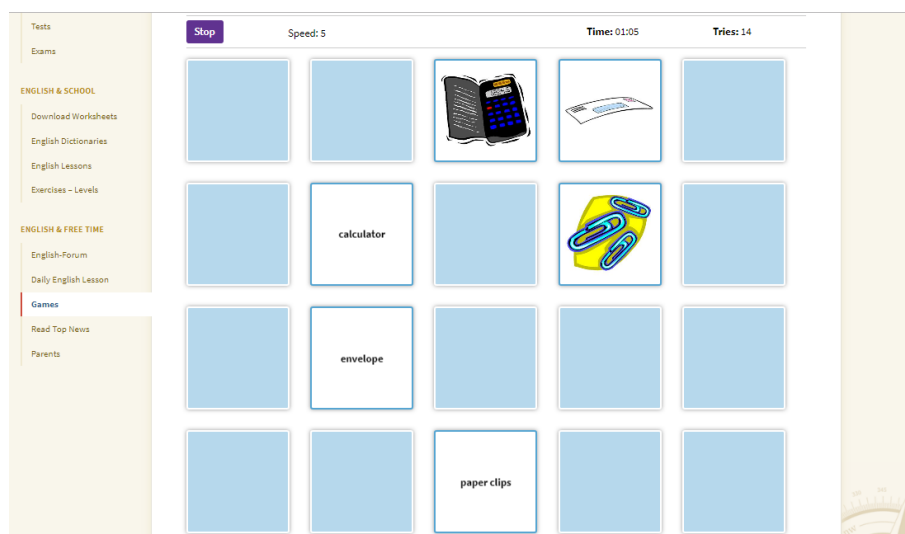 Tests
Exams
ENGLISH & SCHOOL
Download Worksheets
English Dictionaries
English Lessons
Exercises – Levels
ENGLISH & FREE TIME
English-Forum
Daily English Lesson
Games
Read Top News
Parents
Stop
Speed: 5
Time: 01:05
Tries: 14
calculator
envelope
paper clips